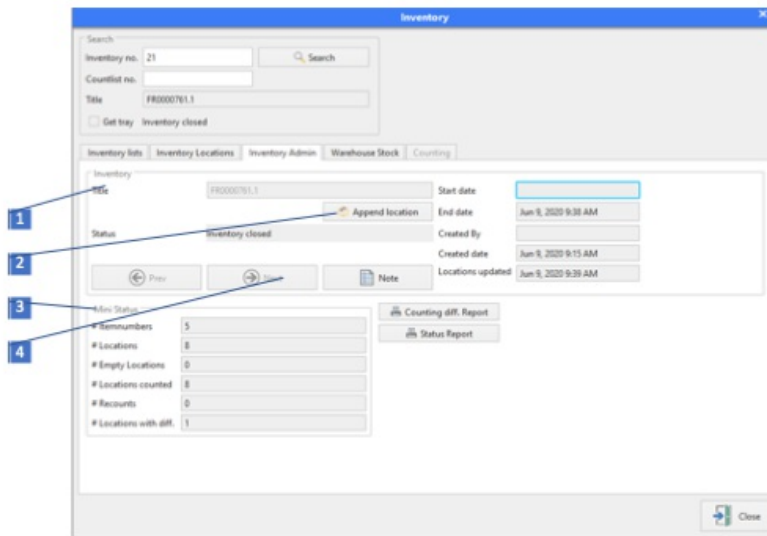 Inventory
Search
Inventory no. 21 Search
Countlist no.
Title FR0000761.1
Get tray Inventory closed
Inventory lists Inventory Locations Inventory Admin Warehouse Stock Counting
Inventory
Title FR0000761.1 Start date
1
Append location End date Jun 9, 2020 9:38 AM
Status Inventory closed Created By
2
Created date Jun 9, 2020 9:15 AM
Prev Next Note Locations updated Jun 9, 2020 9:39 AM
3
Mini Status Counting diff. Report
# Itemnumbers 5 Status Report
4
# Locations 8
# Empty Locations 0
# Locations counted 8
# Recounts 0
# Locations with diff. 1
Close